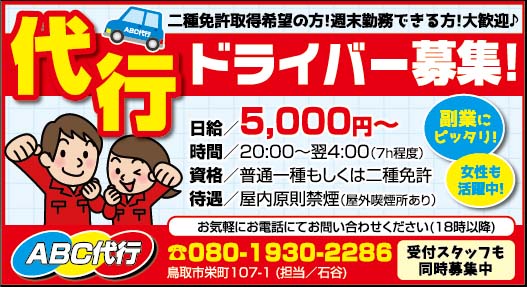 二種免許取得希望の方!週末勤務できる方!大歓迎♪
ABC代行
代行ドライバー募集!
日給／5,000円〜
時間／20:00〜翌4:00(7h程度)
資格／普通一種もしくは二種免許
待遇／屋内原則禁煙(屋外喫煙所あり)
副業に
ピッタリ!
女性も
活躍中!
お気軽にお電話にてお問い合わせください(18時以降)
ABC代行
☎080-1930-2286
鳥取市栄町107-1 (担当／石谷)
受付スタッフも
同時募集中